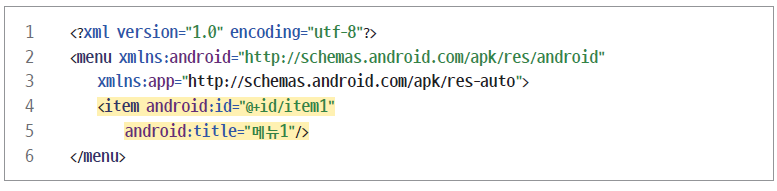 1 <?xml version="1.0" encoding="utf-8"?>
2 <menu xmlns:android="http://schemas.android.com/apk/res/android"
3 xmlns:app="http://schemas.android.com/apk/res-auto">
4 <item android:id="@+id/item1"
5 android:title="메뉴1"/>
6 </menu>